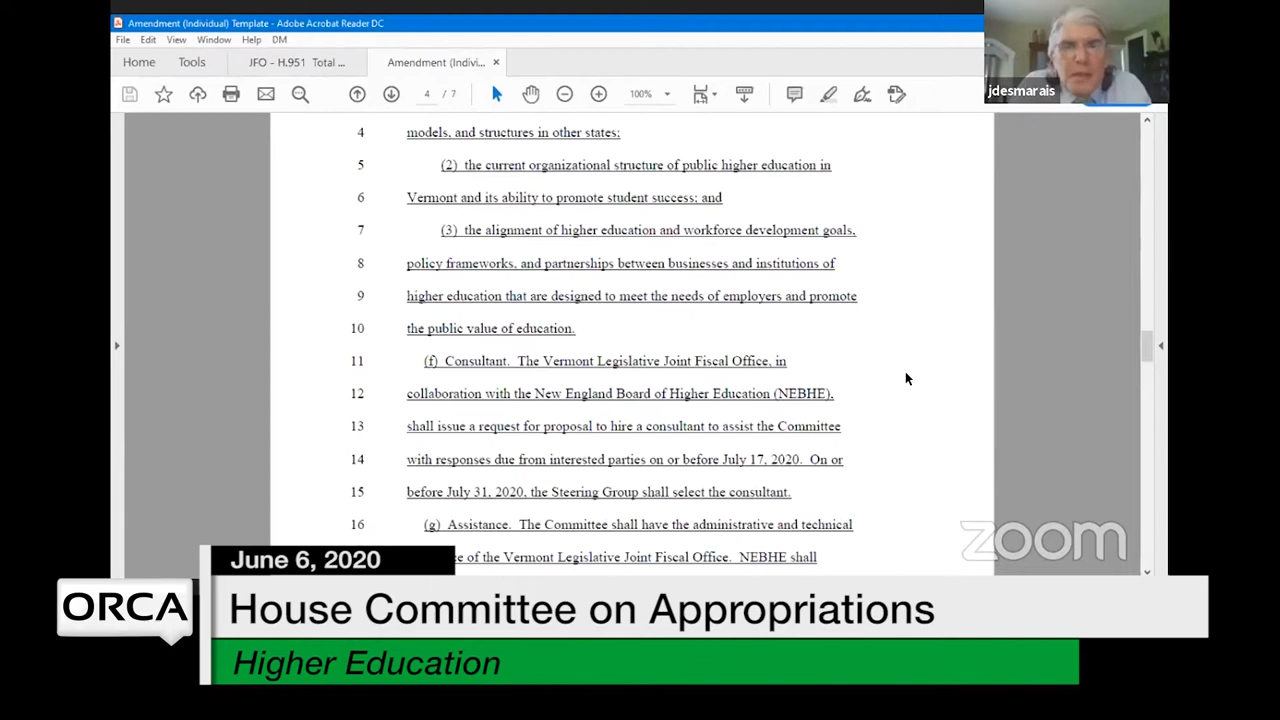 Amendment (Individual) Template - Adobe Acrobat Reader DC
File Edit View Window Help DM
Home Tools JFO - H.951 Total ... Amendment (Indivi... ×
4 / 7 100%
jdesmarais
4 models, and structures in other states;
5 (2) the current organizational structure of public higher education in
6 Vermont and its ability to promote student success; and
7 (3) the alignment of higher education and workforce development goals,
8 policy frameworks, and partnerships between businesses and institutions of
9 higher education that are designed to meet the needs of employers and promote
10 the public value of education.
11 (f) Consultant. The Vermont Legislative Joint Fiscal Office, in
12 collaboration with the New England Board of Higher Education (NEBHE),
13 shall issue a request for proposal to hire a consultant to assist the Committee
14 with responses due from interested parties on or before July 17, 2020. On or
15 before July 31, 2020, the Steering Group shall select the consultant.
16 (g) Assistance. The Committee shall have the administrative and technical
of the Vermont Legislative Joint Fiscal Office. NEBHE shall
zoom
June 6, 2020
ORCA
House Committee on Appropriations
Higher Education